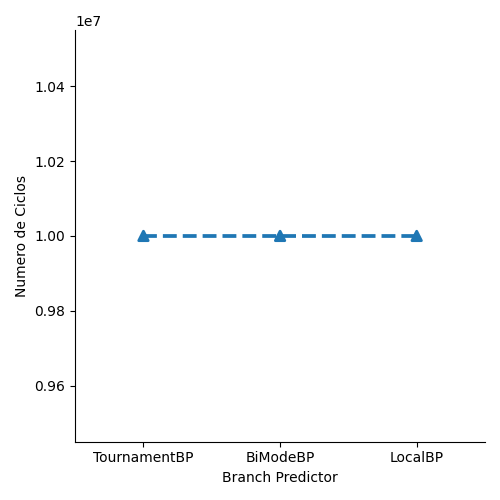 1e7
1.04
1.02
1.00
0.98
0.96
Numero de Ciclos
TournamentBP BiModeBP LocalBP
Branch Predictor